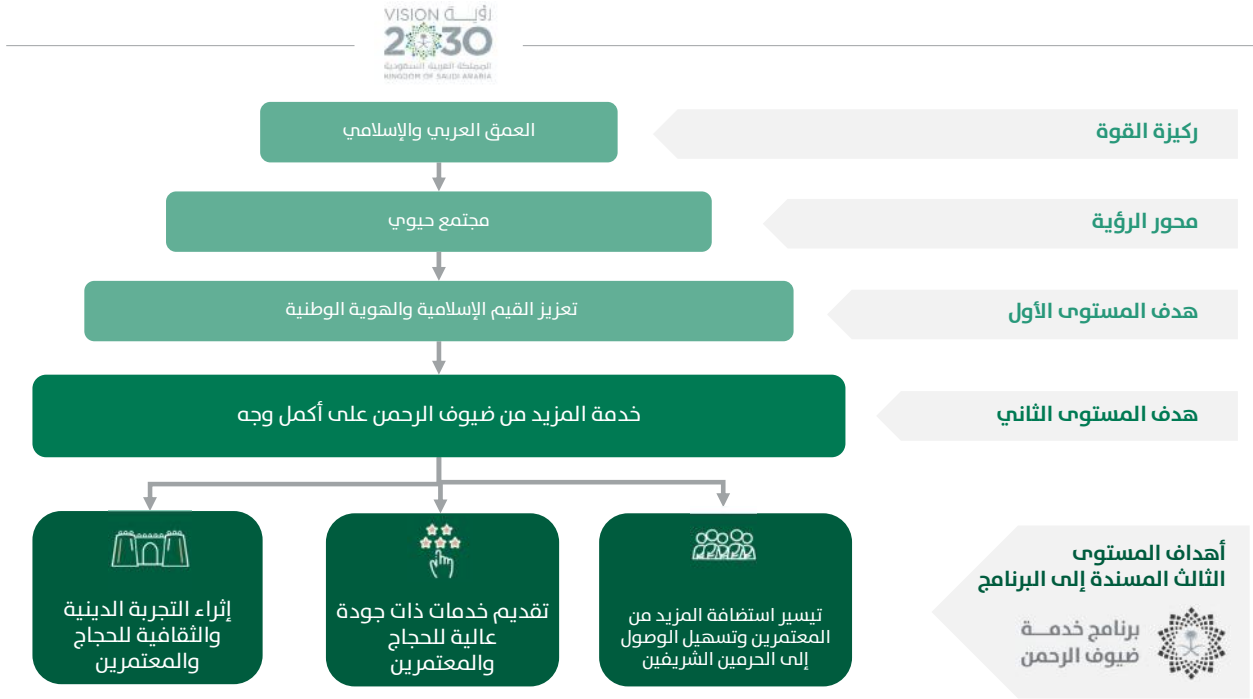 VISION رؤيــة
2030
المملكة العربية السعودية
KINGDOM OF SAUDI ARABIA
ركيزة القوة
العمق العربي والإسلامي
محور الرؤية
مجتمع حيوي
هدف المستوى الأول
تعزيز القيم الإسلامية والهوية الوطنية
هدف المستوى الثاني
خدمة المزيد من ضيوف الرحمن على أكمل وجه
أهداف المستوى
الثالث المسندة إلى البرنامج
برنامج خدمــة
ضيوف الرحمن
تيسير استضافة المزيد من
المعتمرين وتسهيل الوصول
إلى الحرمين الشريفين
تقديم خدمات ذات جودة
عالية للحجاج
والمعتمرين
إثراء التجربة الدينية
والثقافية للحجاج
والمعتمرين